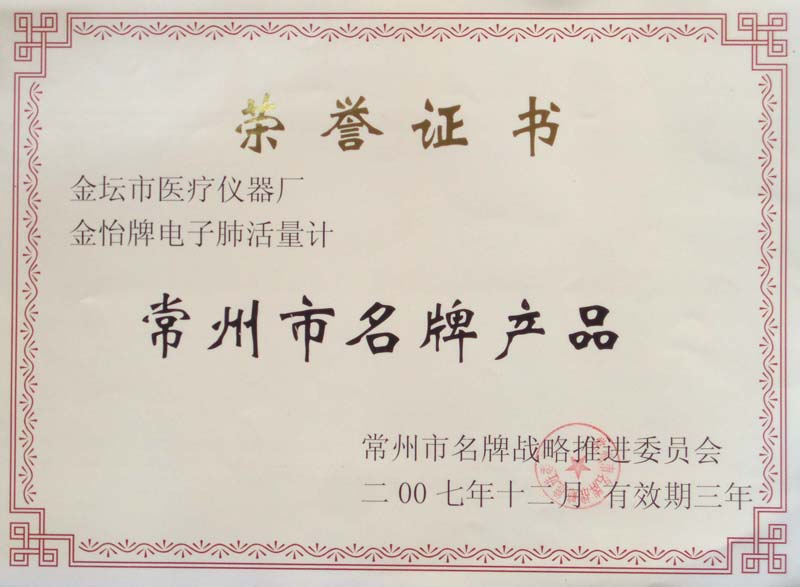 荣誉证书
金坛市医疗仪器厂
金怡牌电子肺活量计
常州市名牌产品
常州市名牌战略推进委员会
二00七年十二月 有效期三年